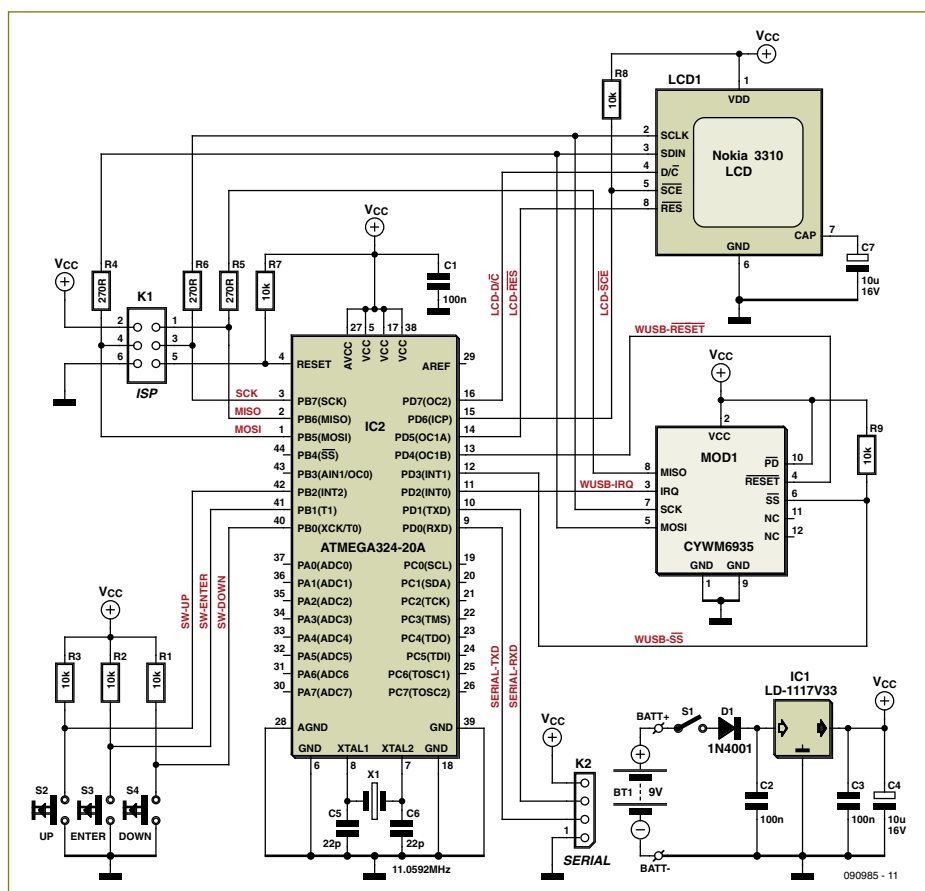 VCC
R8
10k
LCD1
1
VDD
2 SCLK
3 SDIN
4 D/C
5 SCE
8 RES
Nokia 3310
LCD
CAP 7
GND
6
C7
10u
16V
VCC
VCC
R4
270R
R6
270R
R5
270R
R7
10k
C1
100n
K1
2 1
4 3
6 5
ISP
LCD-D/C
LCD-RES
LCD-SCE
WUSB-RESET
27 5 17 38
AVCC
VCC
VCC
VCC
4 RESET
AREF 29
SCK
3 PB7(SCK)
PD7(OC2) 16
MISO
2 PB6(MISO)
IC2
PD6(ICP) 15
MOSI
1 PB5(MOSI)
PD5(OC1A) 14
44 PB4(SS)
PD4(OC1B) 13
43 PB3(AIN1/OC0)
PD3(INT1) 12
42 PB2(INT2)
PD2(INT0) 11
41 PB1(T1)
PD1(TXD) 10
40 PB0(XCK/T0)
PD0(RXD) 9
ATMEGA324-20A
37 PA0(ADC0)
PC0(SCL) 19
36 PA1(ADC1)
PC1(SDA) 20
35 PA2(ADC2)
PC2(TCK) 21
34 PA3(ADC3)
PC3(TMS) 22
33 PA4(ADC4)
PC4(TDO) 23
32 PA5(ADC5)
PC5(TDI) 24
31 PA6(ADC6
PC6(TOSC1) 25
30 PA7(ADC7)
PC7(TOSC2) 26
28 AGND
GND 39
GND
XTAL1
XTAL2
GND
6 8 7 18
X1
C5
22p
C6
22p
11.0592MHz
VCC
2
VCC
R9
10k
MOD1
PD 10
8 MISO
RESET 4
WUSB-IRQ
3 IRQ
SS 6
7 SCK
NC 11
5 MOSI
NC 12
CYWM6935
GND GND
1 9
WUSB-SS
SW-UP
SW-ENTER
SW-DOWN
VCC
R3
10k
R2
10k
R1
10k
S2
UP
S3
ENTER
S4
DOWN
SERIAL-TXD
SERIAL-RXD
VCC
K2
1
SERIAL
BATT+
S1
D1
1N4001
IC1
LD-1117V33
VCC
BT1
9V
C2
100n
C3
100n
C4
10u
16V
BATT-
090985 - 11